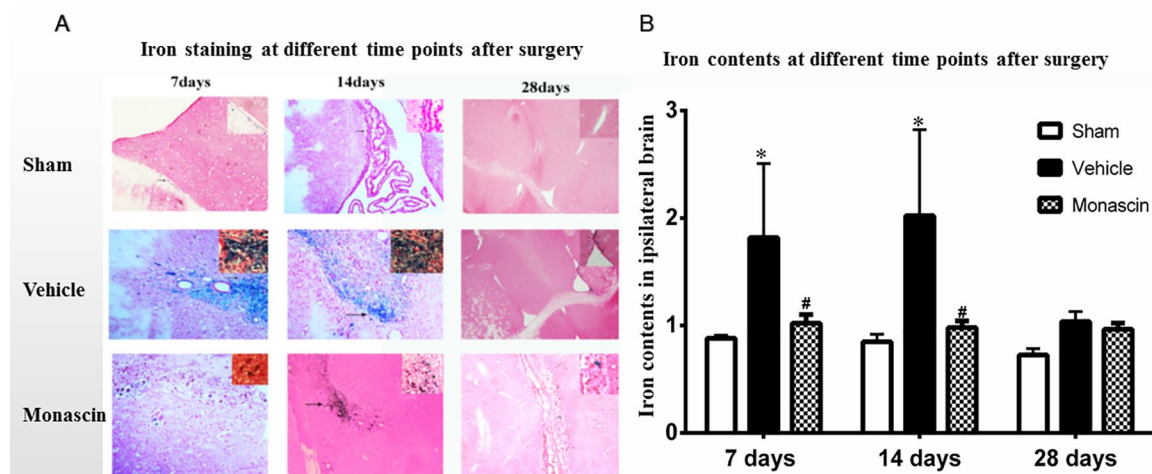 A
Iron staining at different time points after surgery
7days
14days
28days
Sham
Vehicle
Monascin
B
Iron contents at different time points after surgery
Iron contents in ipsilateral brain
3
2
1
0
*
#
*
#
Sham
Vehicle
Monascin
7 days
14 days
28 days